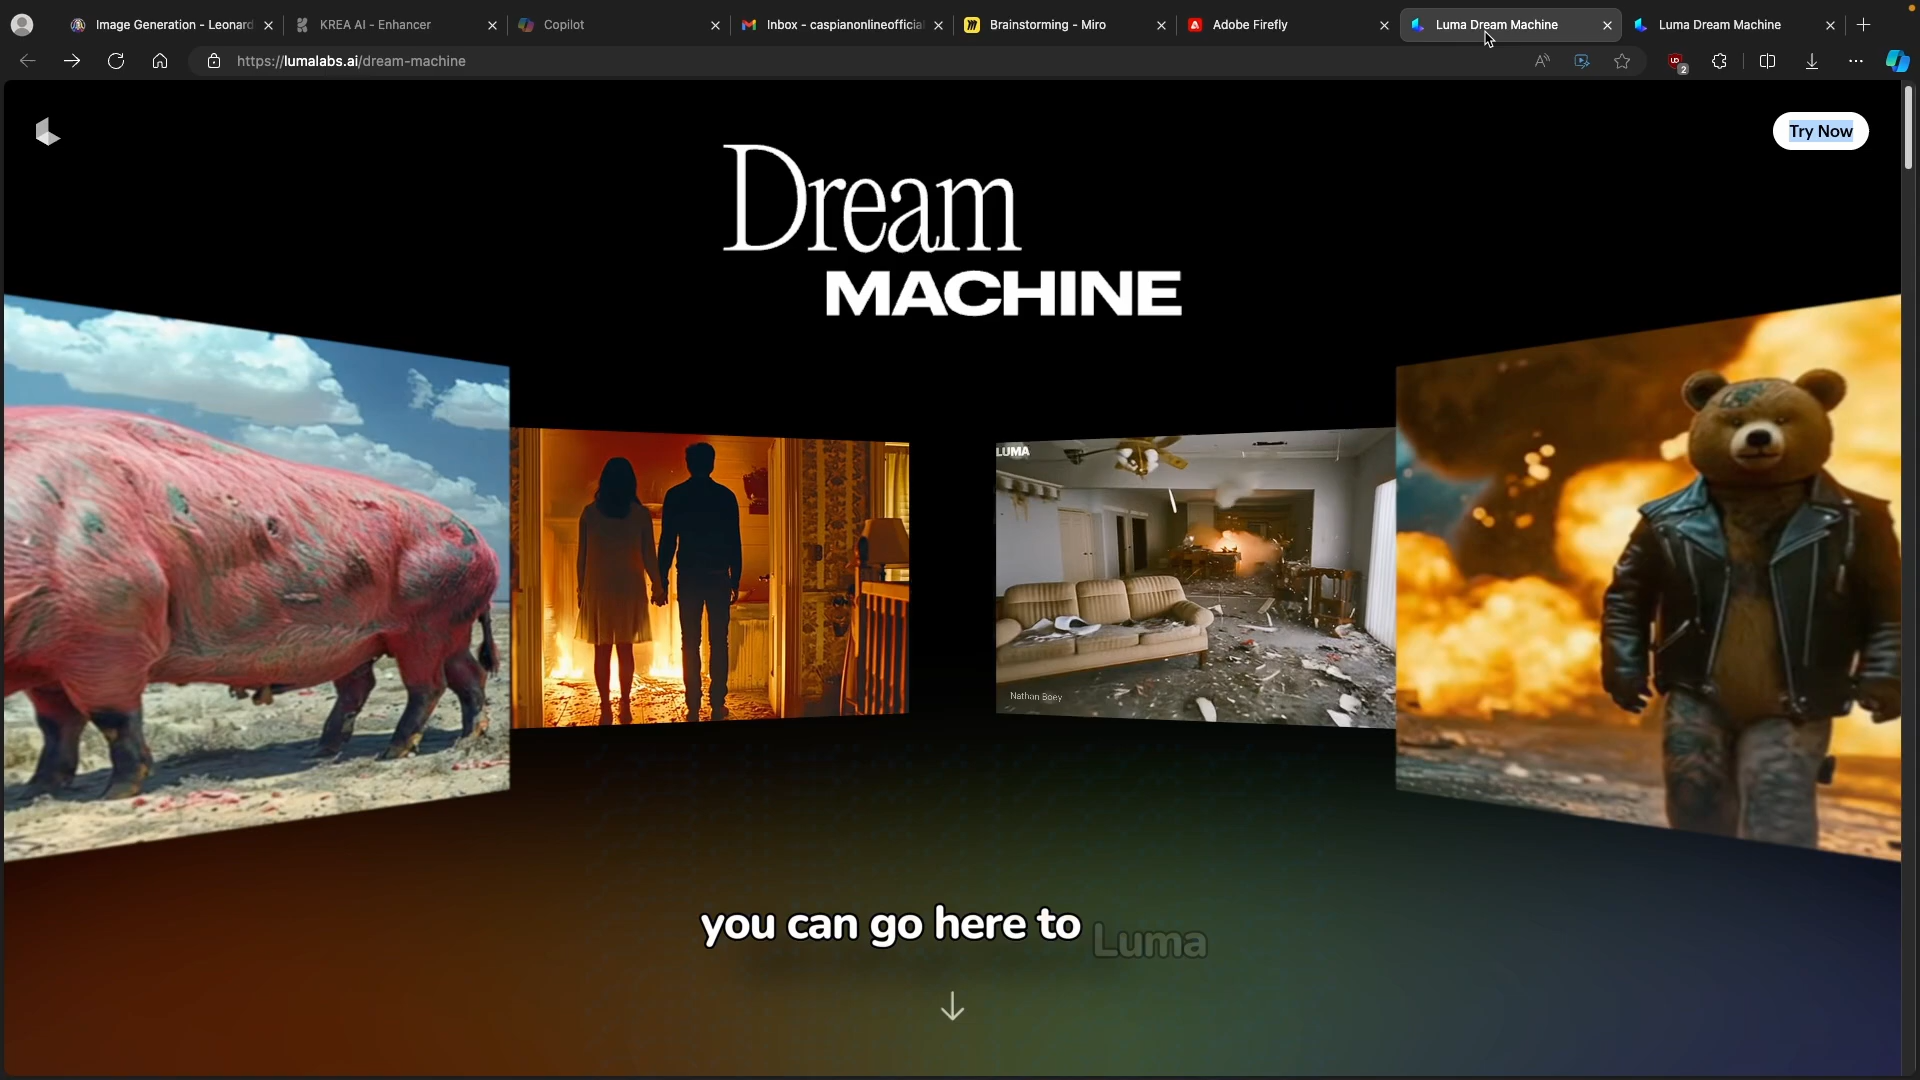 Image Generation - Leonard
KREA AI - Enhancer
Copilot
Inbox - caspianonlineofficia
Brainstorming - Miro
Adobe Firefly
Luma Dream Machine
Luma Dream Machine
https://lumalabs.ai/dream-machine
2
Try Now
Dream
MACHINE
LUMA
Nathan Boey
you can go here to Luma